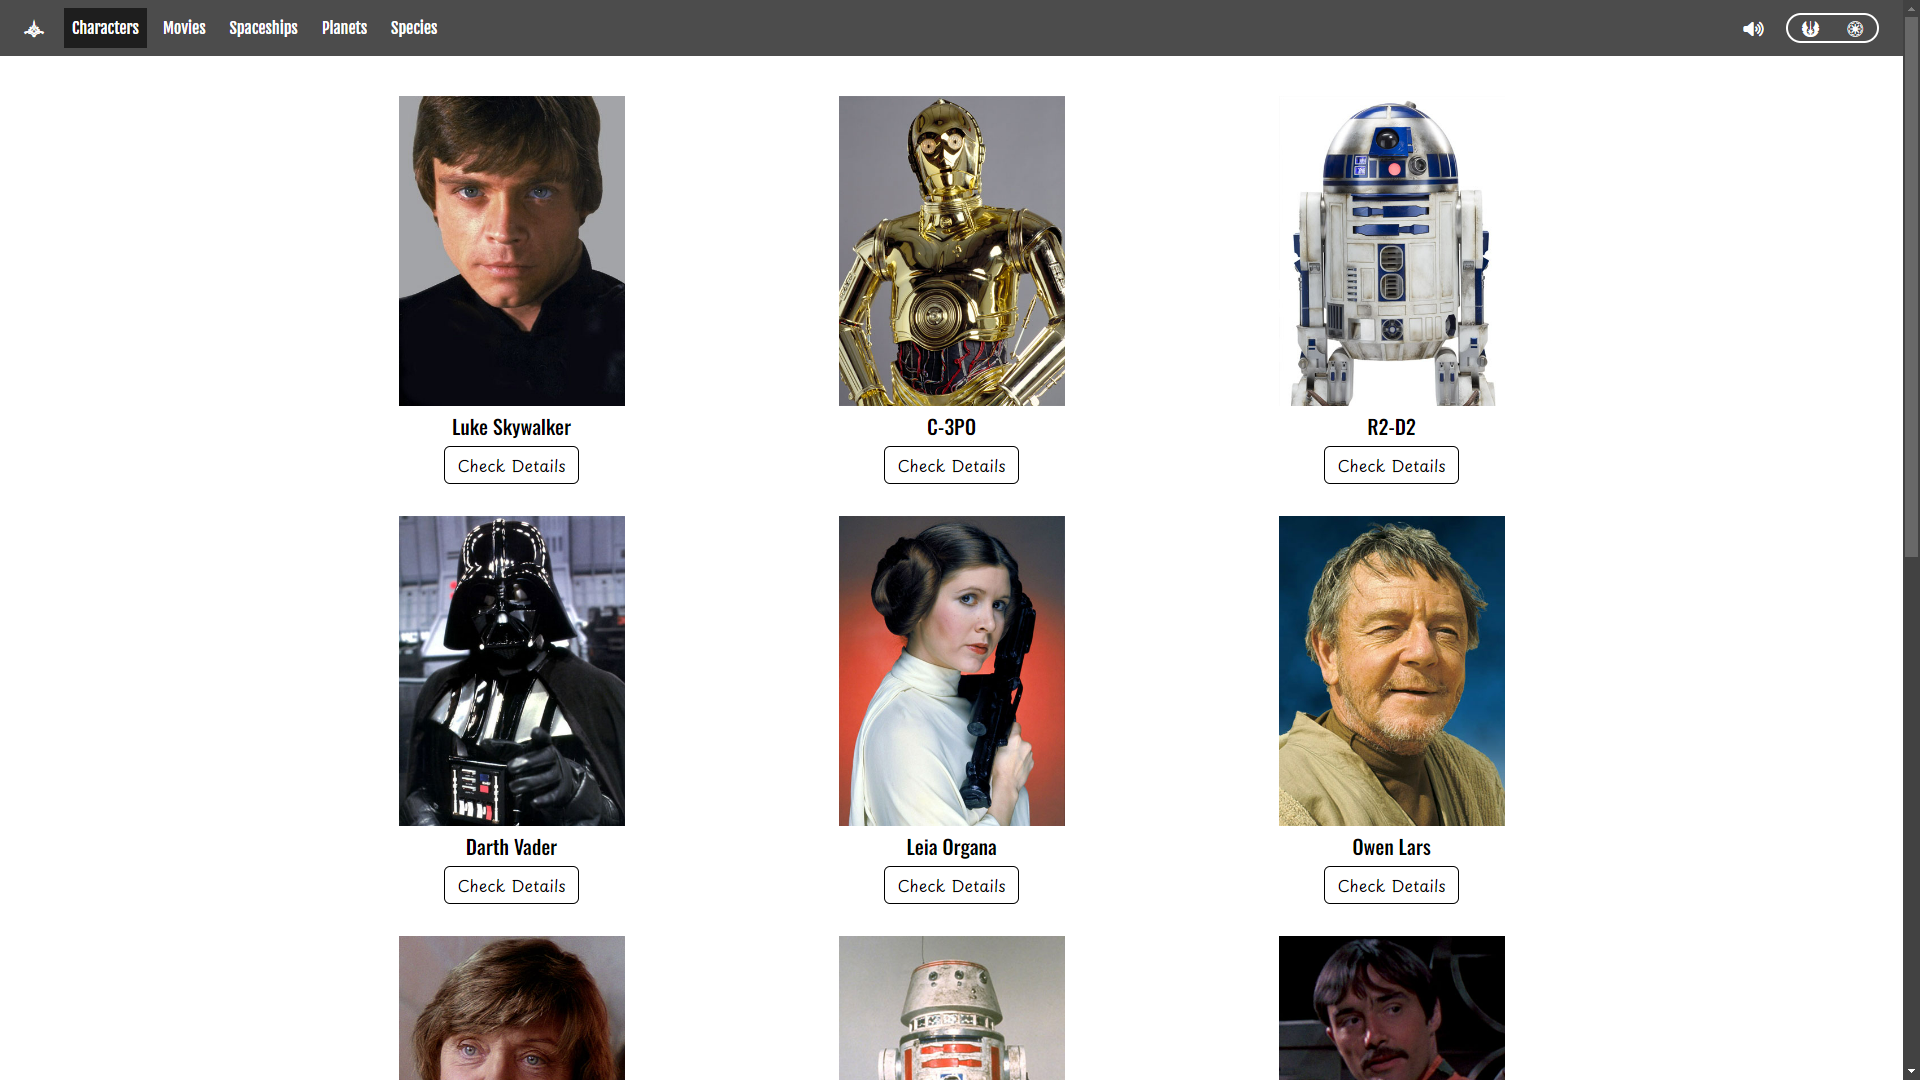 Characters Movies Spaceships Planets Species
Luke Skywalker C-3PO R2-D2
Check Details Check Details Check Details
Darth Vader Leia Organa Owen Lars
Check Details Check Details Check Details